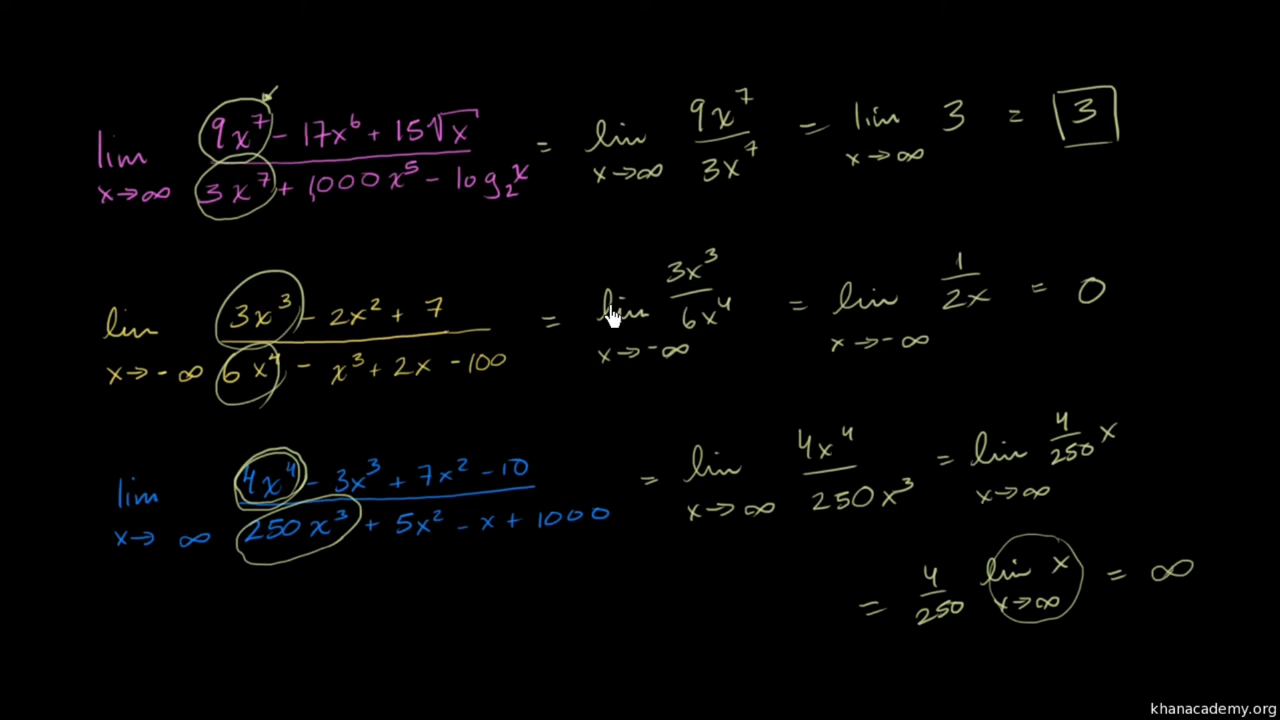 lim x→∞ (9x⁷ - 17x⁶ + 15√x) / (3x⁷ + 1,000x⁵ - log₂x) = lim x→∞ 9x⁷/3x⁷ = lim x→∞ 3 = 3
lim x→-∞ (3x³ - 2x² + 7) / (6x⁴ - x³ + 2x - 100) = lim x→-∞ 3x³/6x⁴ = lim x→-∞ 1/2x = 0
lim x→∞ (4x⁴ - 3x³ + 7x² - 10) / (250x³ + 5x² - x + 1000) = lim x→∞ 4x⁴/250x³ = lim x→∞ 4/250 x
= 4/250 lim x→∞ x = ∞
khanacademy.org